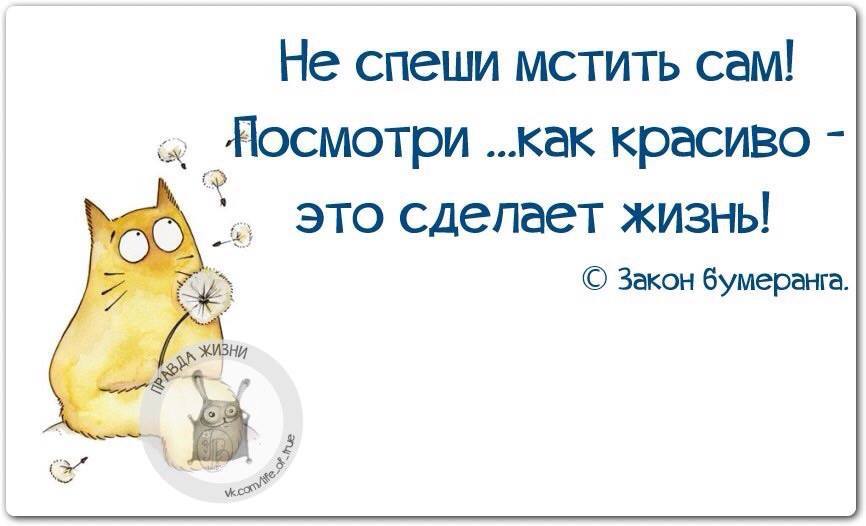 Не спеши мстить сам!
Посмотри ...как красиво -
это сделает жизнь!
© Закон бумеранга.
ПРАВДА ЖИЗНИ
vk.com/life_of_true